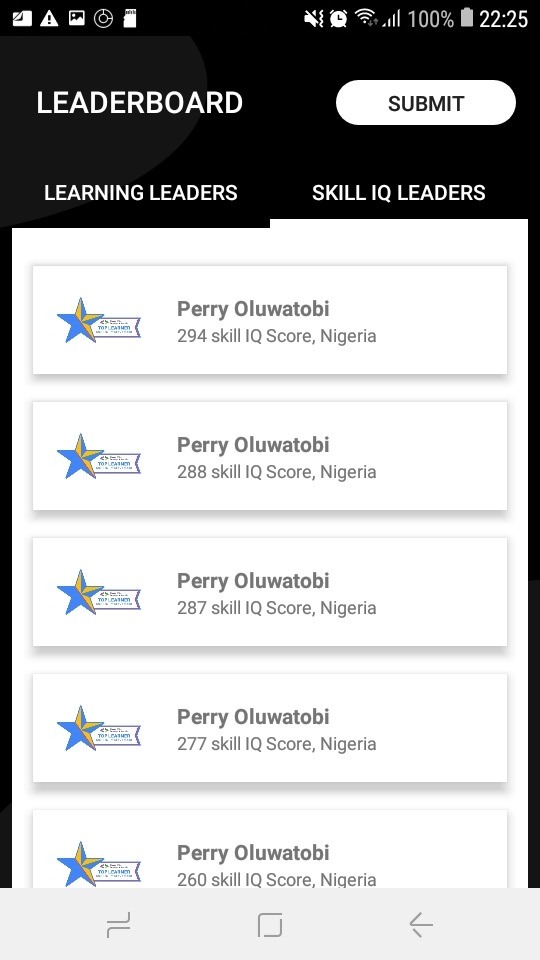 100% 22:25
LEADERBOARD
SUBMIT
LEARNING LEADERS
SKILL IQ LEADERS
TOP LEARNER
Perry Oluwatobi
294 skill IQ Score, Nigeria
TOP LEARNER
Perry Oluwatobi
288 skill IQ Score, Nigeria
TOP LEARNER
Perry Oluwatobi
287 skill IQ Score, Nigeria
TOP LEARNER
Perry Oluwatobi
277 skill IQ Score, Nigeria
TOP LEARNER
Perry Oluwatobi
260 skill IQ Score, Nigeria